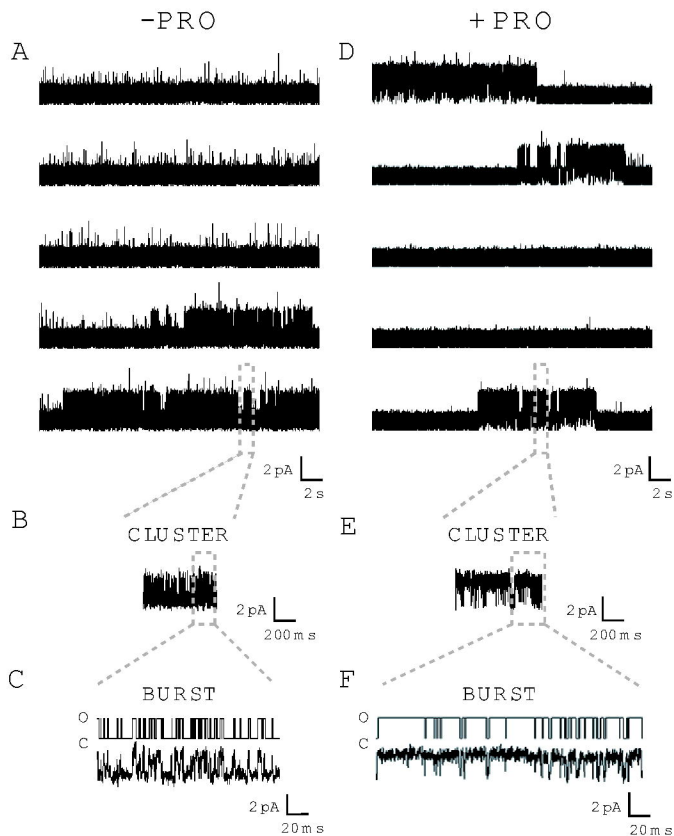 -PRO
+PRO
A
D
2pA
2s
2pA
2s
B
CLUSTER
E
CLUSTER
2pA
200ms
2pA
200ms
C
BURST
F
BURST
O
C
O
C
2pA
20ms
2pA
20ms